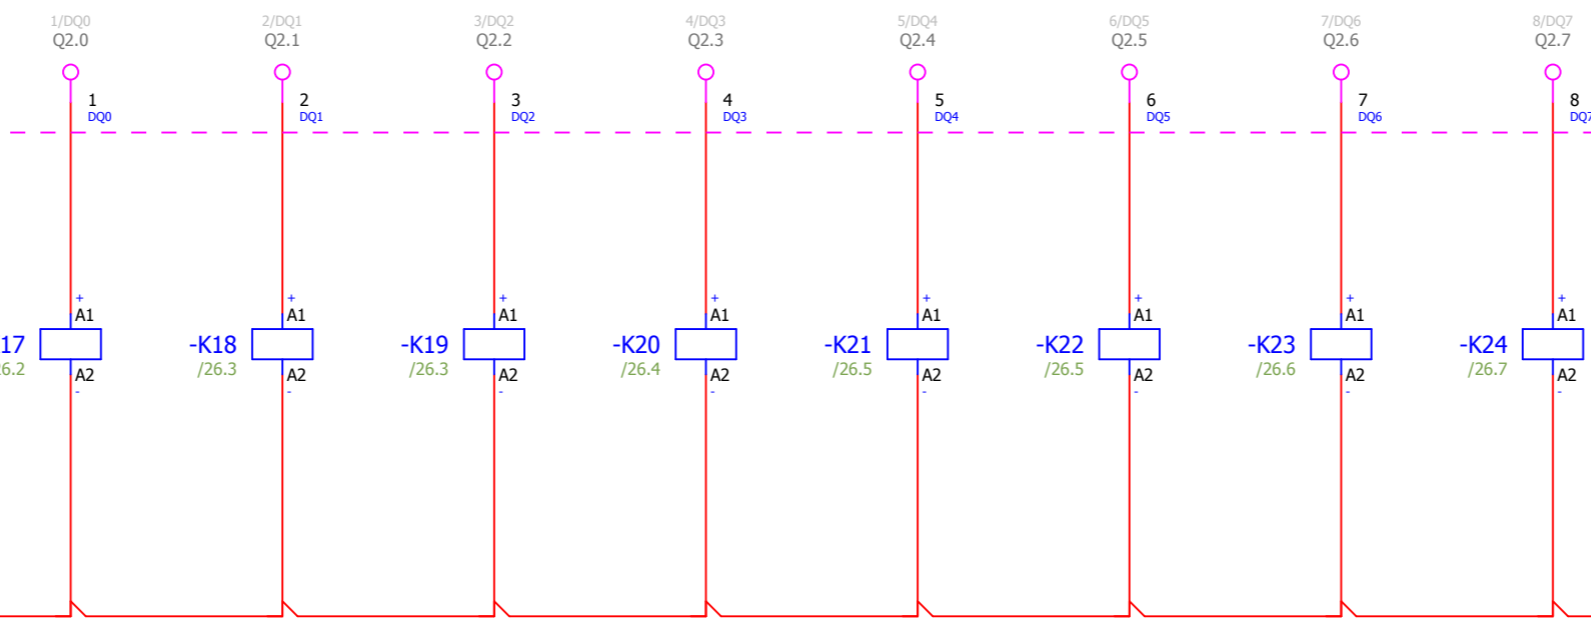 1/DQ0 2/DQ1 3/DQ2 4/DQ3 5/DQ4 6/DQ5 7/DQ6 8/DQ7
Q2.0 Q2.1 Q2.2 Q2.3 Q2.4 Q2.5 Q2.6 Q2.7
1 2 3 4 5 6 7 8
DQ0 DQ1 DQ2 DQ3 DQ4 DQ5 DQ6 DQ7
+ + + + + + + +
A1 A1 A1 A1 A1 A1 A1 A1
17 -K18 -K19 -K20 -K21 -K22 -K23 -K24
6.2 /26.3 /26.3 /26.4 /26.5 /26.5 /26.6 /26.7
A2 A2 A2 A2 A2 A2 A2 A2
- - - - - - - -